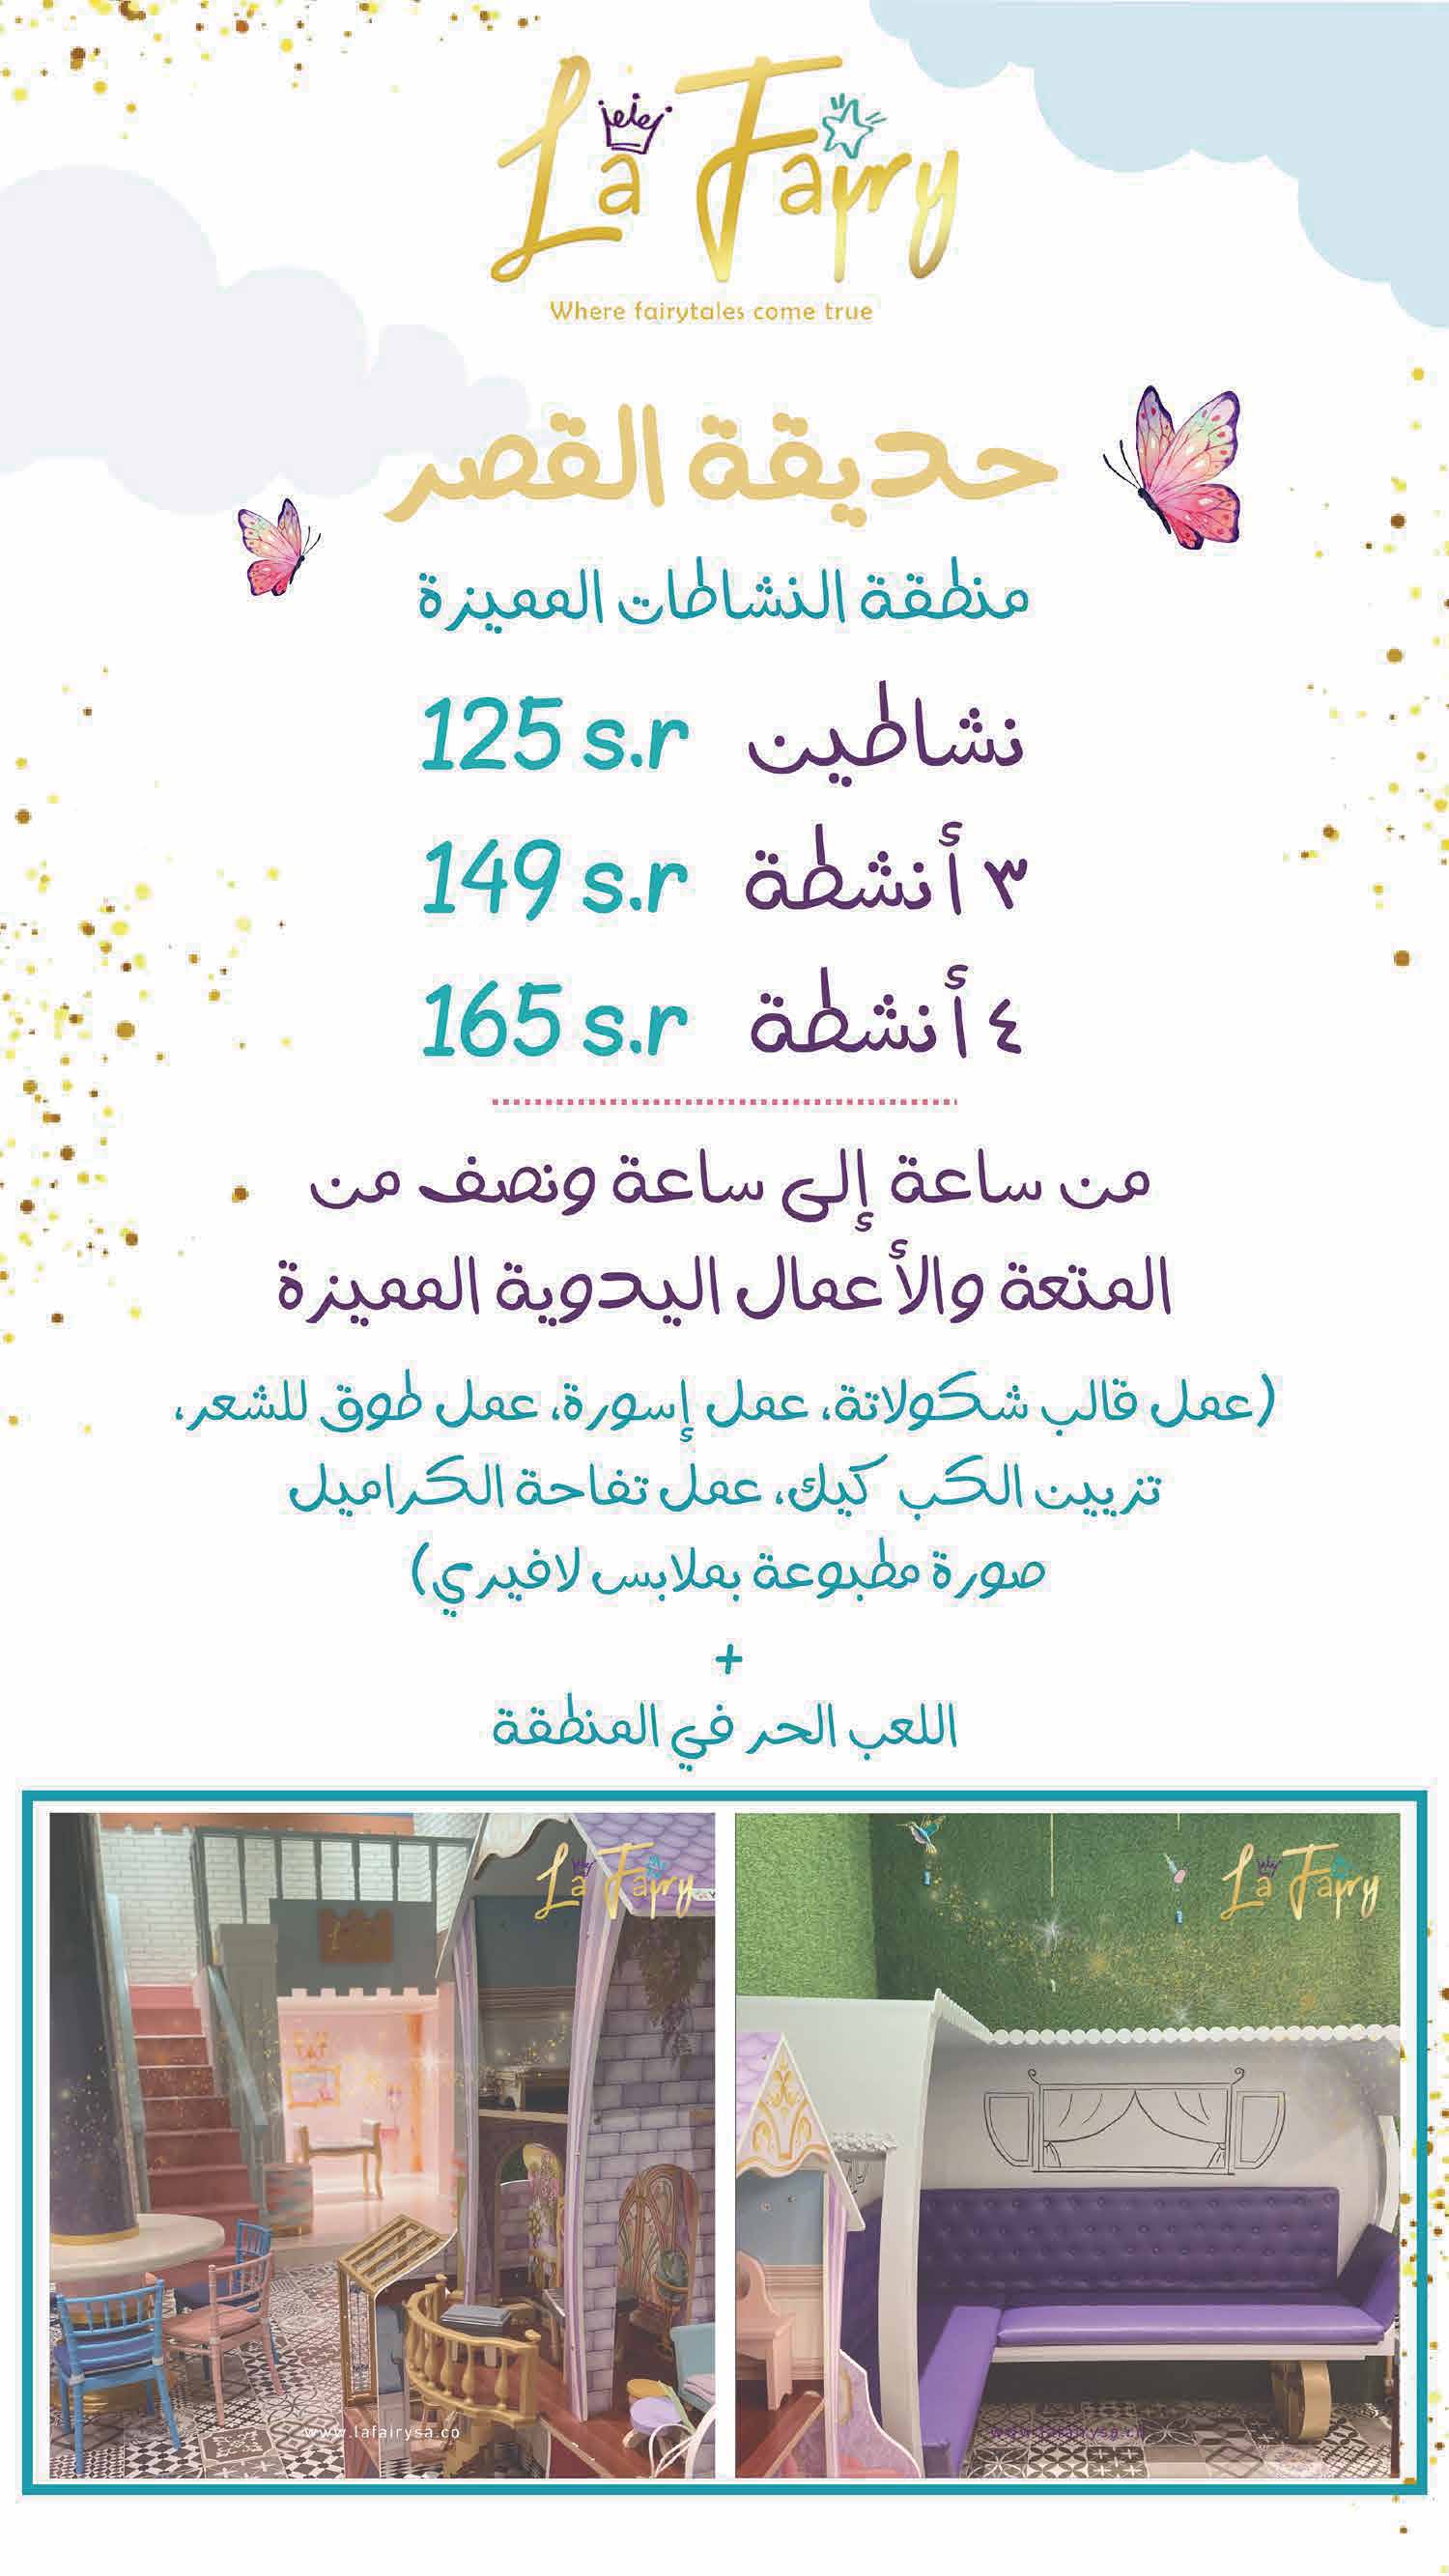 La Fairy
Where fairytales come true
حديقة القصر
منطقة النشاطات المميزة
نشاطين 125 s.r
٣ أنشطة 149 s.r
٤ أنشطة 165 s.r
من ساعة إلى ساعة ونصف من
المتعة والأعمال اليدوية المميزة
(عمل قالب شكولاتة، عمل إسورة، عمل طوق للشعر،
تزيين الكب كيك، عمل تفاحة الكراميل
صورة مطبوعة بملابس لافيري)
+
اللعب الحر في المنطقة
La Fairy
La Fairy
www.lafairysa.co
www.lafairysa.co